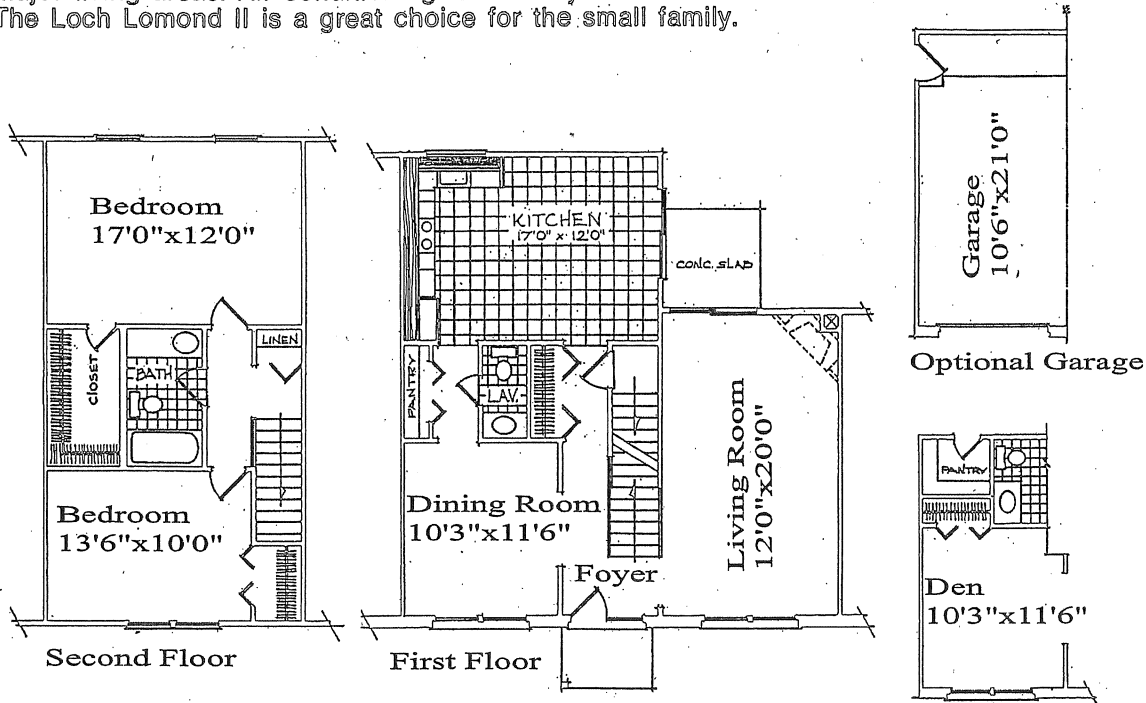 The Loch Lomond II is a great choice for the small family.
Bedroom
17'0"x12'0"
CLOSET
BATH
LINEN
Bedroom
13'6"x10'0"
Second Floor
KITCHEN
17'0" x 12'0"
CONC. SLAB
PANTRY
LAV.
Dining Room
10'3"x11'6"
Living Room
12'0"x20'0"
Foyer
First Floor
Garage
10'6"x21'0"
Optional Garage
PANTRY
Den
10'3"x11'6"